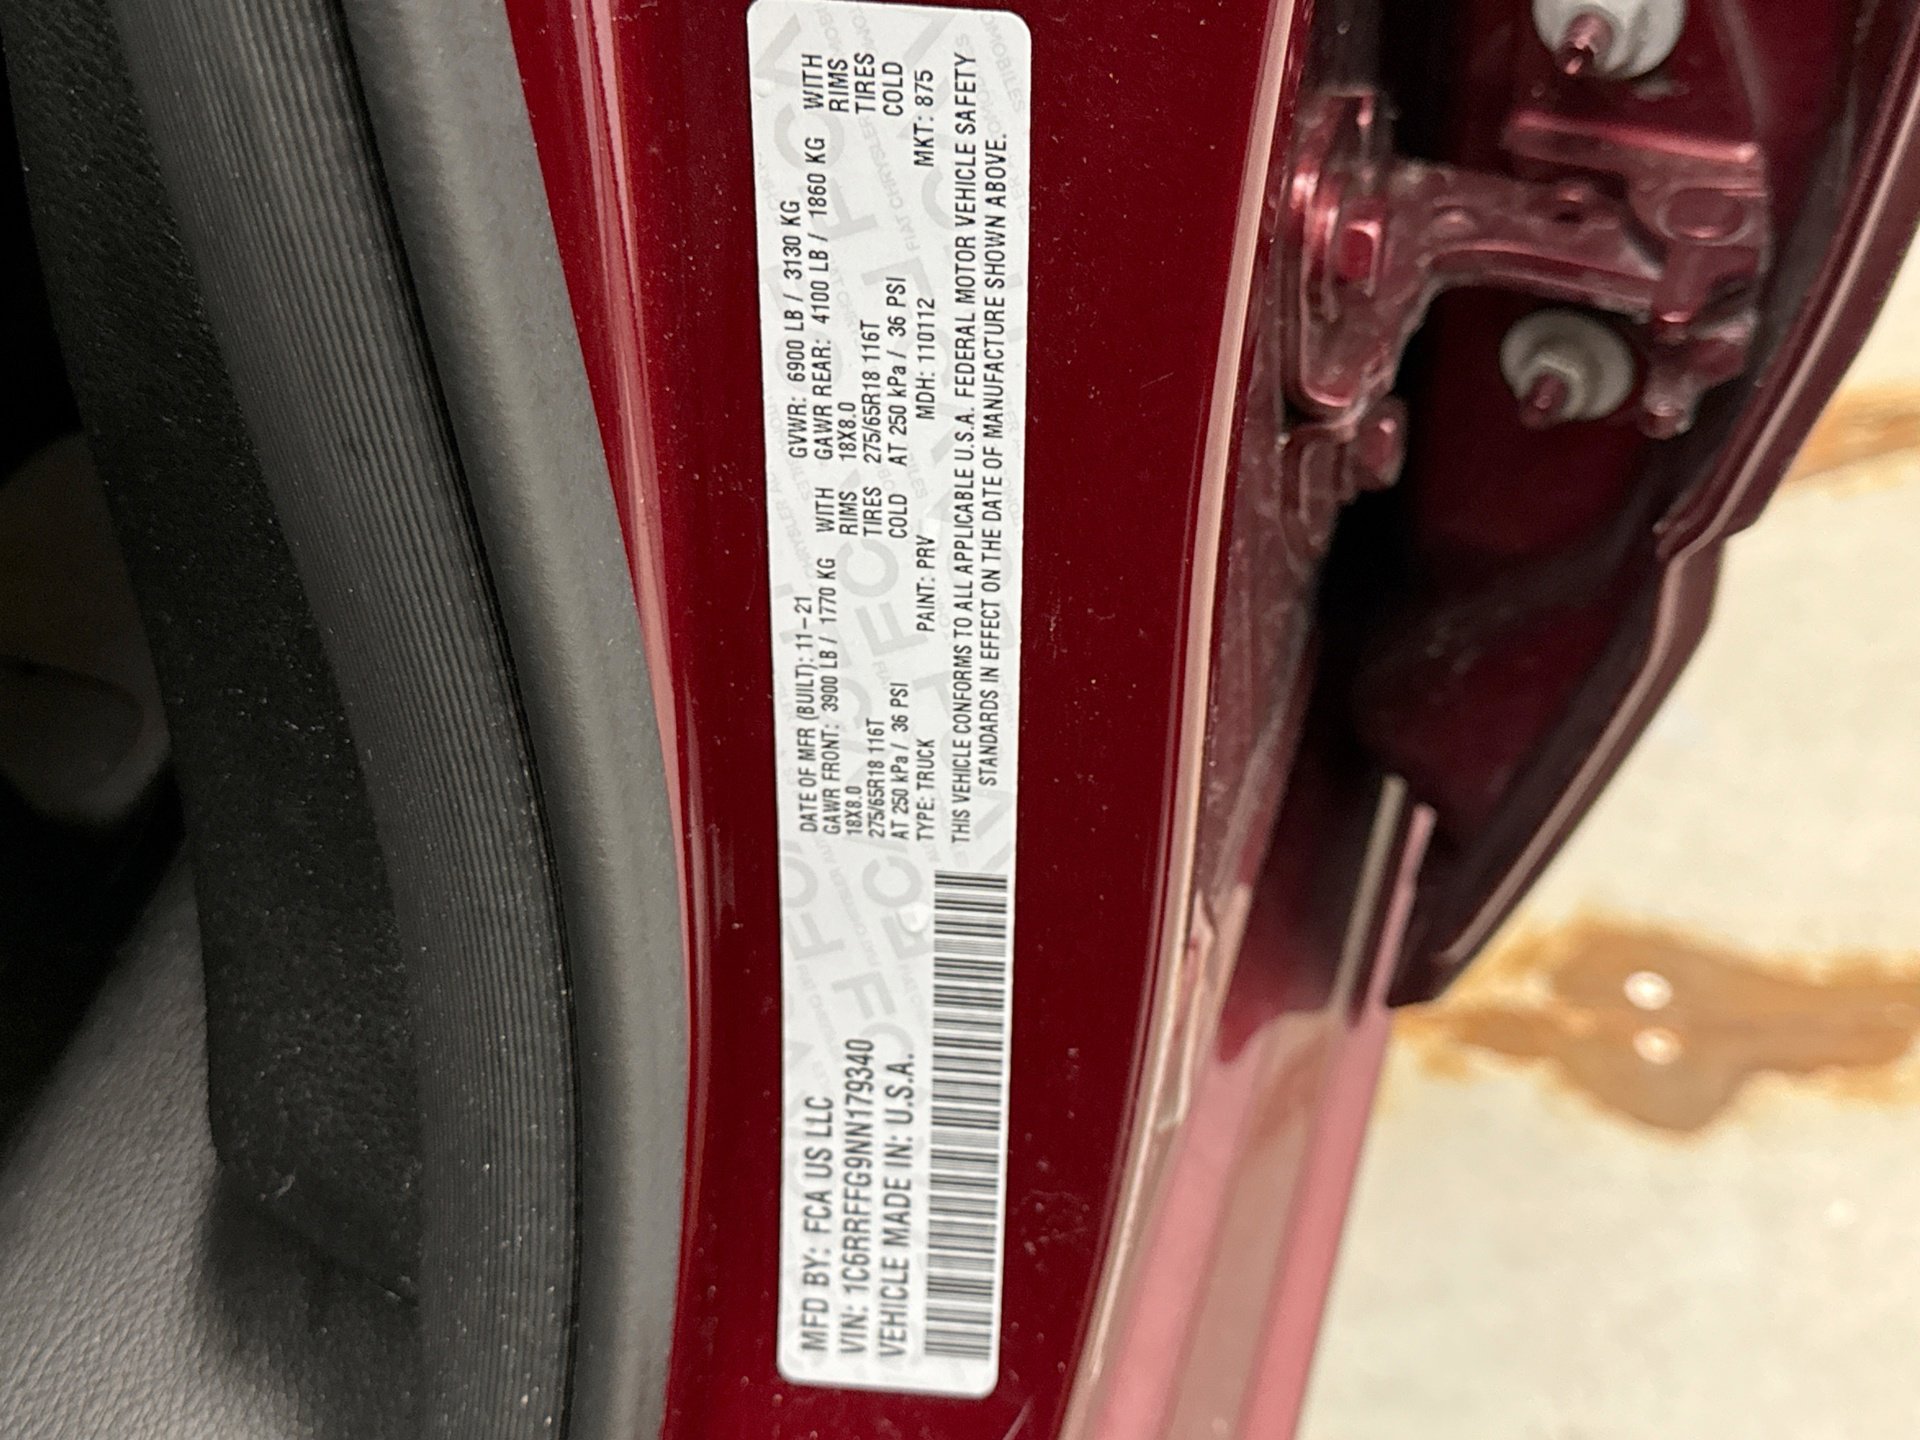 MFD BY: FCA US LLC
VIN: 1C6RRFFG9NN179340
VEHICLE MADE IN: U.S.A.
DATE OF MFR (BUILT): 11-21 GVWR: 6900 LB / 3130 KG
GAWR FRONT: 3900 LB / 1770 KG WITH GAWR REAR: 4100 LB / 1860 KG WITH
18X8.0 RIMS 18X8.0 RIMS
275/65R18 116T TIRES 275/65R18 116T TIRES
AT 250 kPa / 36 PSI COLD AT 250 kPa / 36 PSI COLD
TYPE: TRUCK PAINT: PRV MDH: 110112 MKT: 875
THIS VEHICLE CONFORMS TO ALL APPLICABLE U.S.A. FEDERAL MOTOR VEHICLE SAFETY
STANDARDS IN EFFECT ON THE DATE OF MANUFACTURE SHOWN ABOVE.